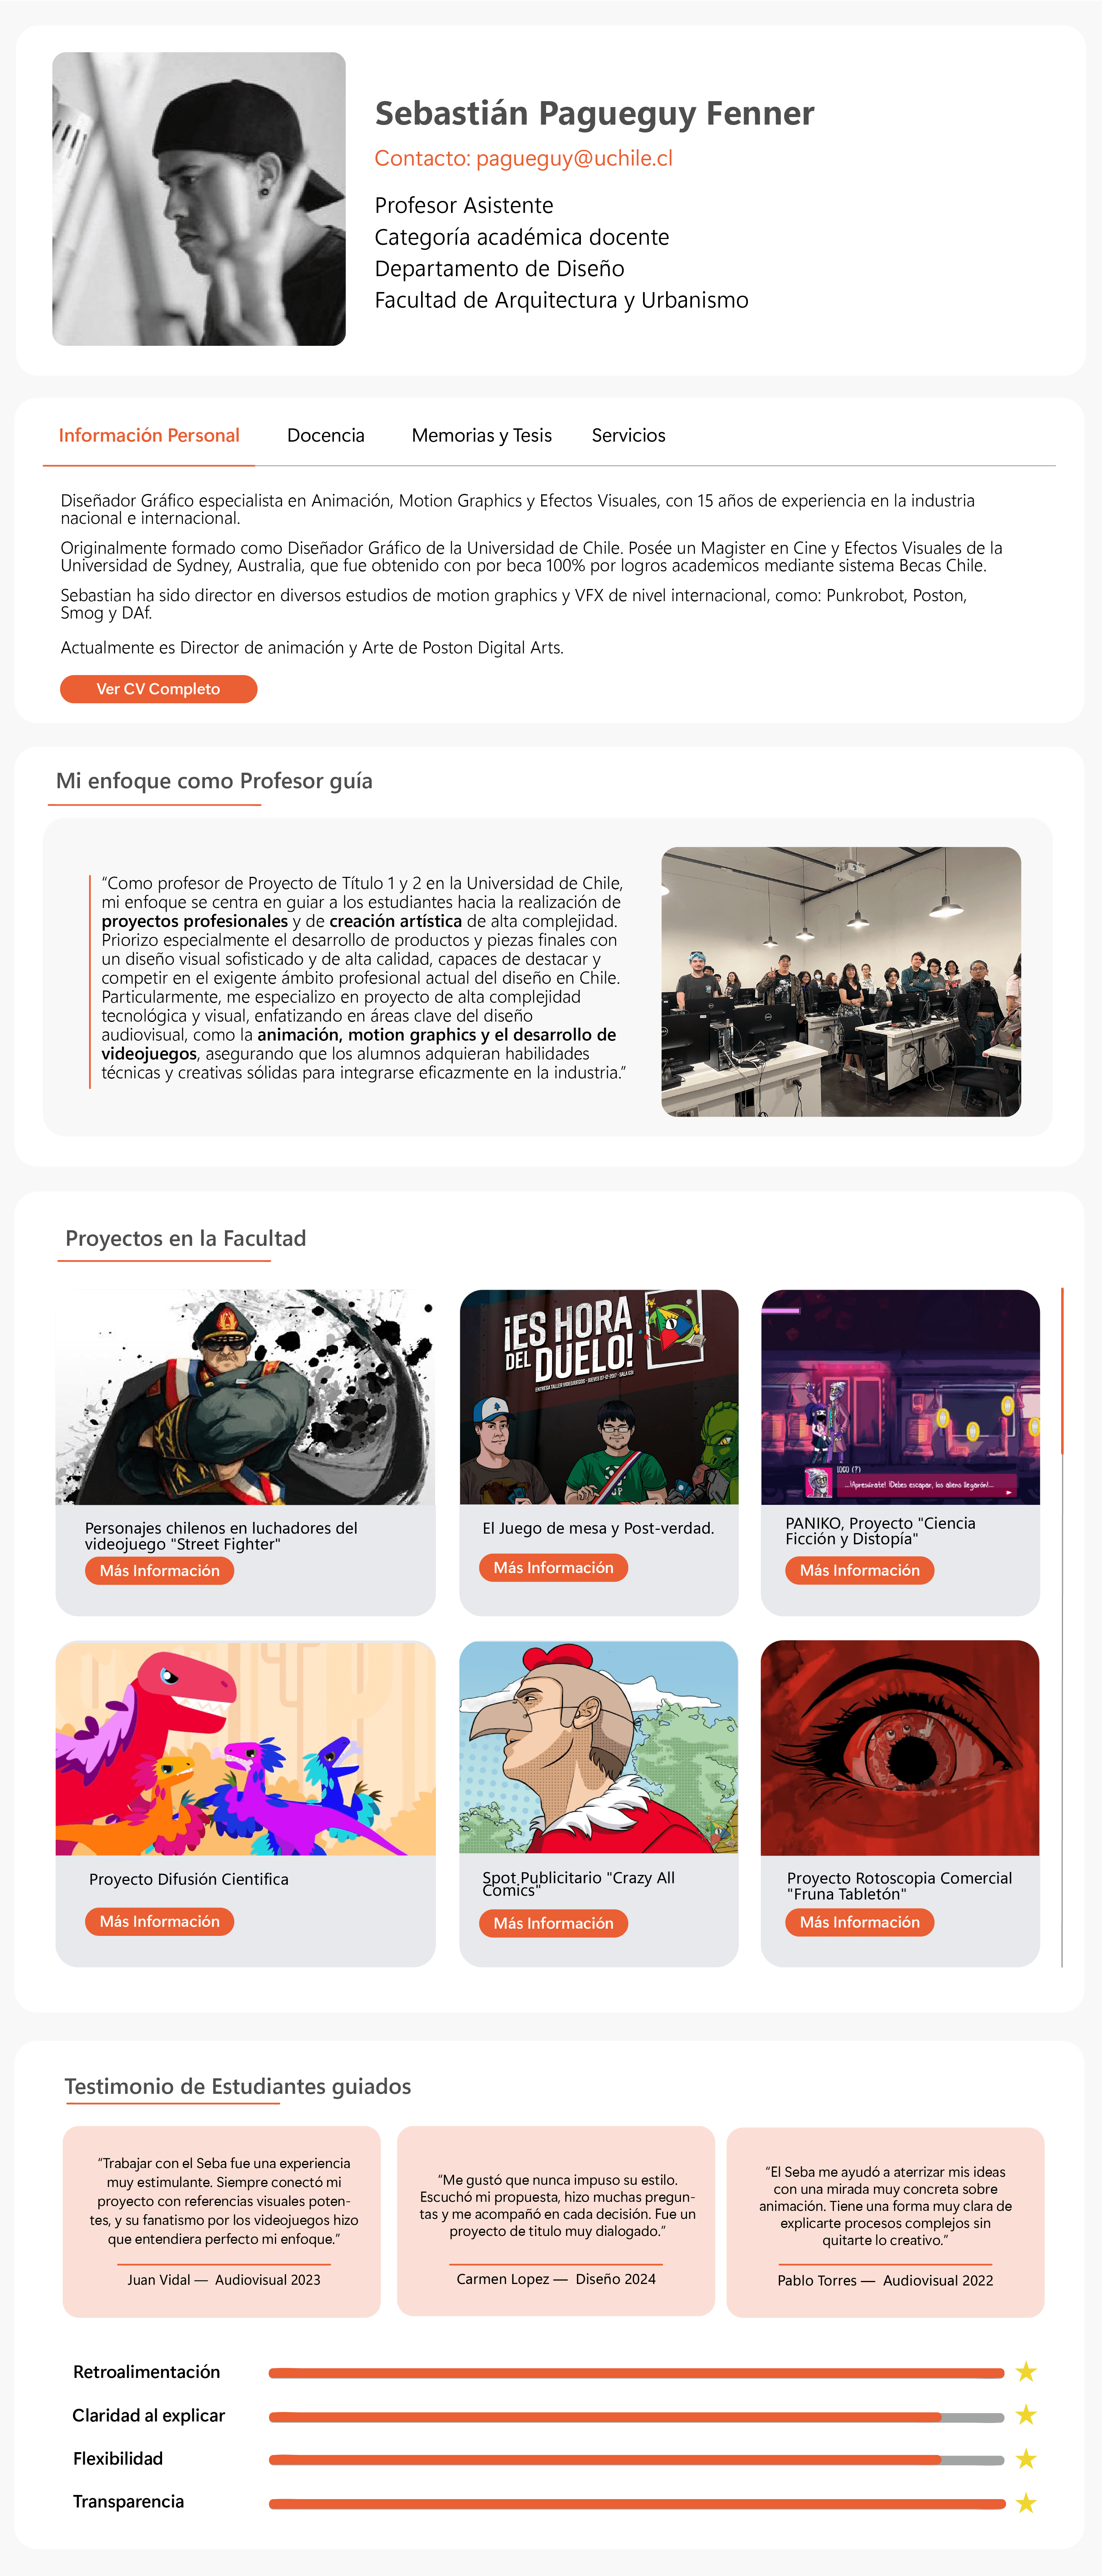 Sebastián Pagueguy Fenner
Contacto: pagueguy@uchile.cl
Profesor Asistente
Categoría académica docente
Departamento de Diseño
Facultad de Arquitectura y Urbanismo
Información Personal
Docencia
Memorias y Tesis
Servicios
Diseñador Gráfico especialista en Animación, Motion Graphics y Efectos Visuales, con 15 años de experiencia en la industria
nacional e internacional.
Originalmente formado como Diseñador Gráfico de la Universidad de Chile. Posée un Magister en Cine y Efectos Visuales de la
Universidad de Sydney, Australia, que fue obtenido con por beca 100% por logros academicos mediante sistema Becas Chile.
Sebastian ha sido director en diversos estudios de motion graphics y VFX de nivel internacional, como: Punkrobot, Poston,
Smog y DAf.
Actualmente es Director de animación y Arte de Poston Digital Arts.
Ver CV Completo
Mi enfoque como Profesor guía
“Como profesor de Proyecto de Título 1 y 2 en la Universidad de Chile,
mi enfoque se centra en guiar a los estudiantes hacia la realización de
proyectos profesionales y de creación artística de alta complejidad.
Priorizo especialmente el desarrollo de productos y piezas finales con
un diseño visual sofisticado y de alta calidad, capaces de destacar y
competir en el exigente ámbito profesional actual del diseño en Chile.
Particularmente, me especializo en proyecto de alta complejidad
tecnológica y visual, enfatizando en áreas clave del diseño
audiovisual, como la animación, motion graphics y el desarrollo de
videojuegos, asegurando que los alumnos adquieran habilidades
técnicas y creativas sólidas para integrarse eficazmente en la industria.”
Proyectos en la Facultad
¡ES HORA
DEL DUELO!
ENTREGA TALLER VIDEOJUEGOS
LOGO (?)
...¡Apresúrate! ¡Debes escapar, los aliens llegarón!...
Personajes chilenos en luchadores del
videojuego "Street Fighter"
Más Información
El Juego de mesa y Post-verdad.
Más Información
PANIKO, Proyecto "Ciencia
Ficción y Distopía"
Más Información
Proyecto Difusión Cientifica
Más Información
Spot Publicitario "Crazy All
Comics"
Más Información
Proyecto Rotoscopia Comercial
"Fruna Tabletón"
Más Información
Testimonio de Estudiantes guiados
“Trabajar con el Seba fue una experiencia
muy estimulante. Siempre conectó mi
proyecto con referencias visuales poten-
tes, y su fanatismo por los videojuegos hizo
que entendiera perfecto mi enfoque.”
Juan Vidal — Audiovisual 2023
“Me gustó que nunca impuso su estilo.
Escuchó mi propuesta, hizo muchas pregun-
tas y me acompañó en cada decisión. Fue un
proyecto de titulo muy dialogado.”
Carmen Lopez — Diseño 2024
“El Seba me ayudó a aterrizar mis ideas
con una mirada muy concreta sobre
animación. Tiene una forma muy clara de
explicarte procesos complejos sin
quitarte lo creativo.”
Pablo Torres — Audiovisual 2022
Retroalimentación
Claridad al explicar
Flexibilidad
Transparencia